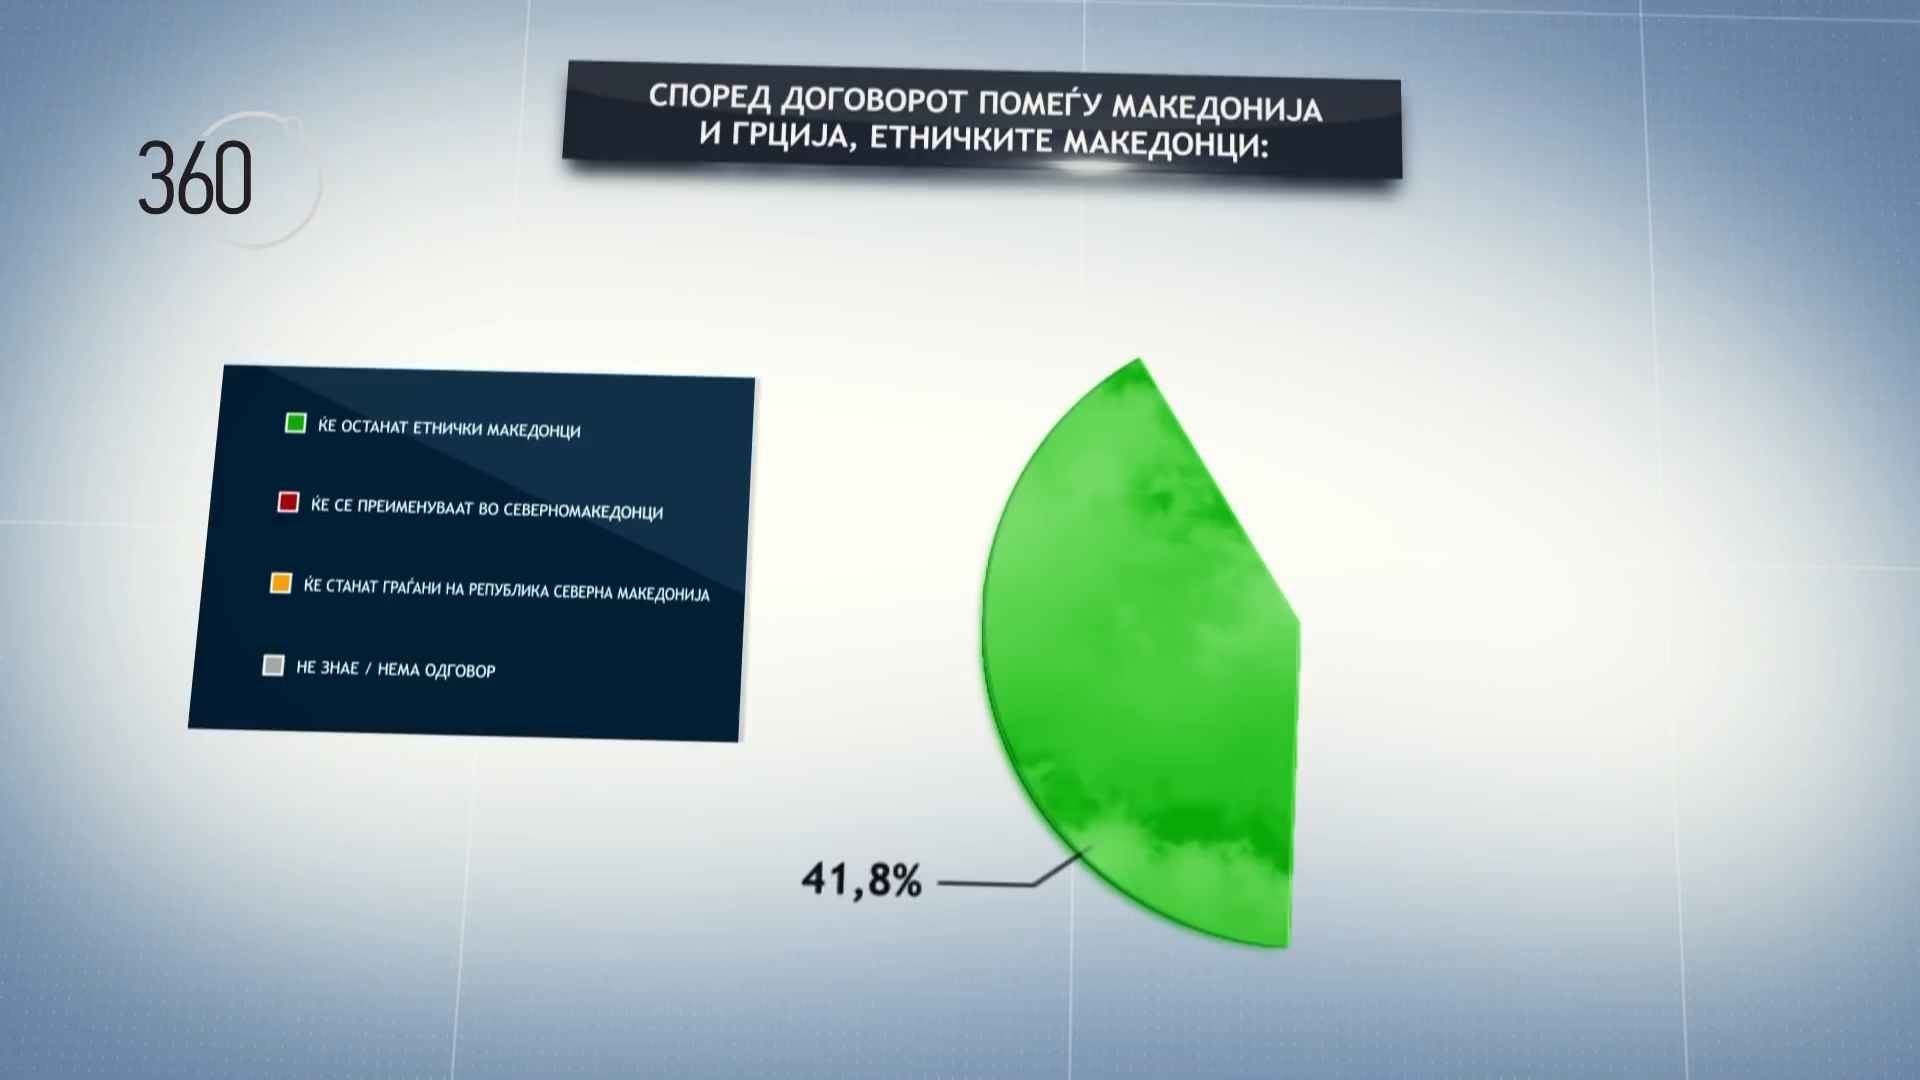 СПОРЕД ДОГОВОРОТ ПОМЕЃУ МАКЕДОНИЈА
И ГРЦИЈА, ЕТНИЧКИТЕ МАКЕДОНЦИ:
360
ЌЕ ОСТАНАТ ЕТНИЧКИ МАКЕДОНЦИ
ЌЕ СЕ ПРЕИМЕНУВААТ ВО СЕВЕРНОМАКЕДОНЦИ
ЌЕ СТАНАТ ГРАЃАНИ НА РЕПУБЛИКА СЕВЕРНА МАКЕДОНИЈА
НЕ ЗНАЕ / НЕМА ОДГОВОР
41,8%